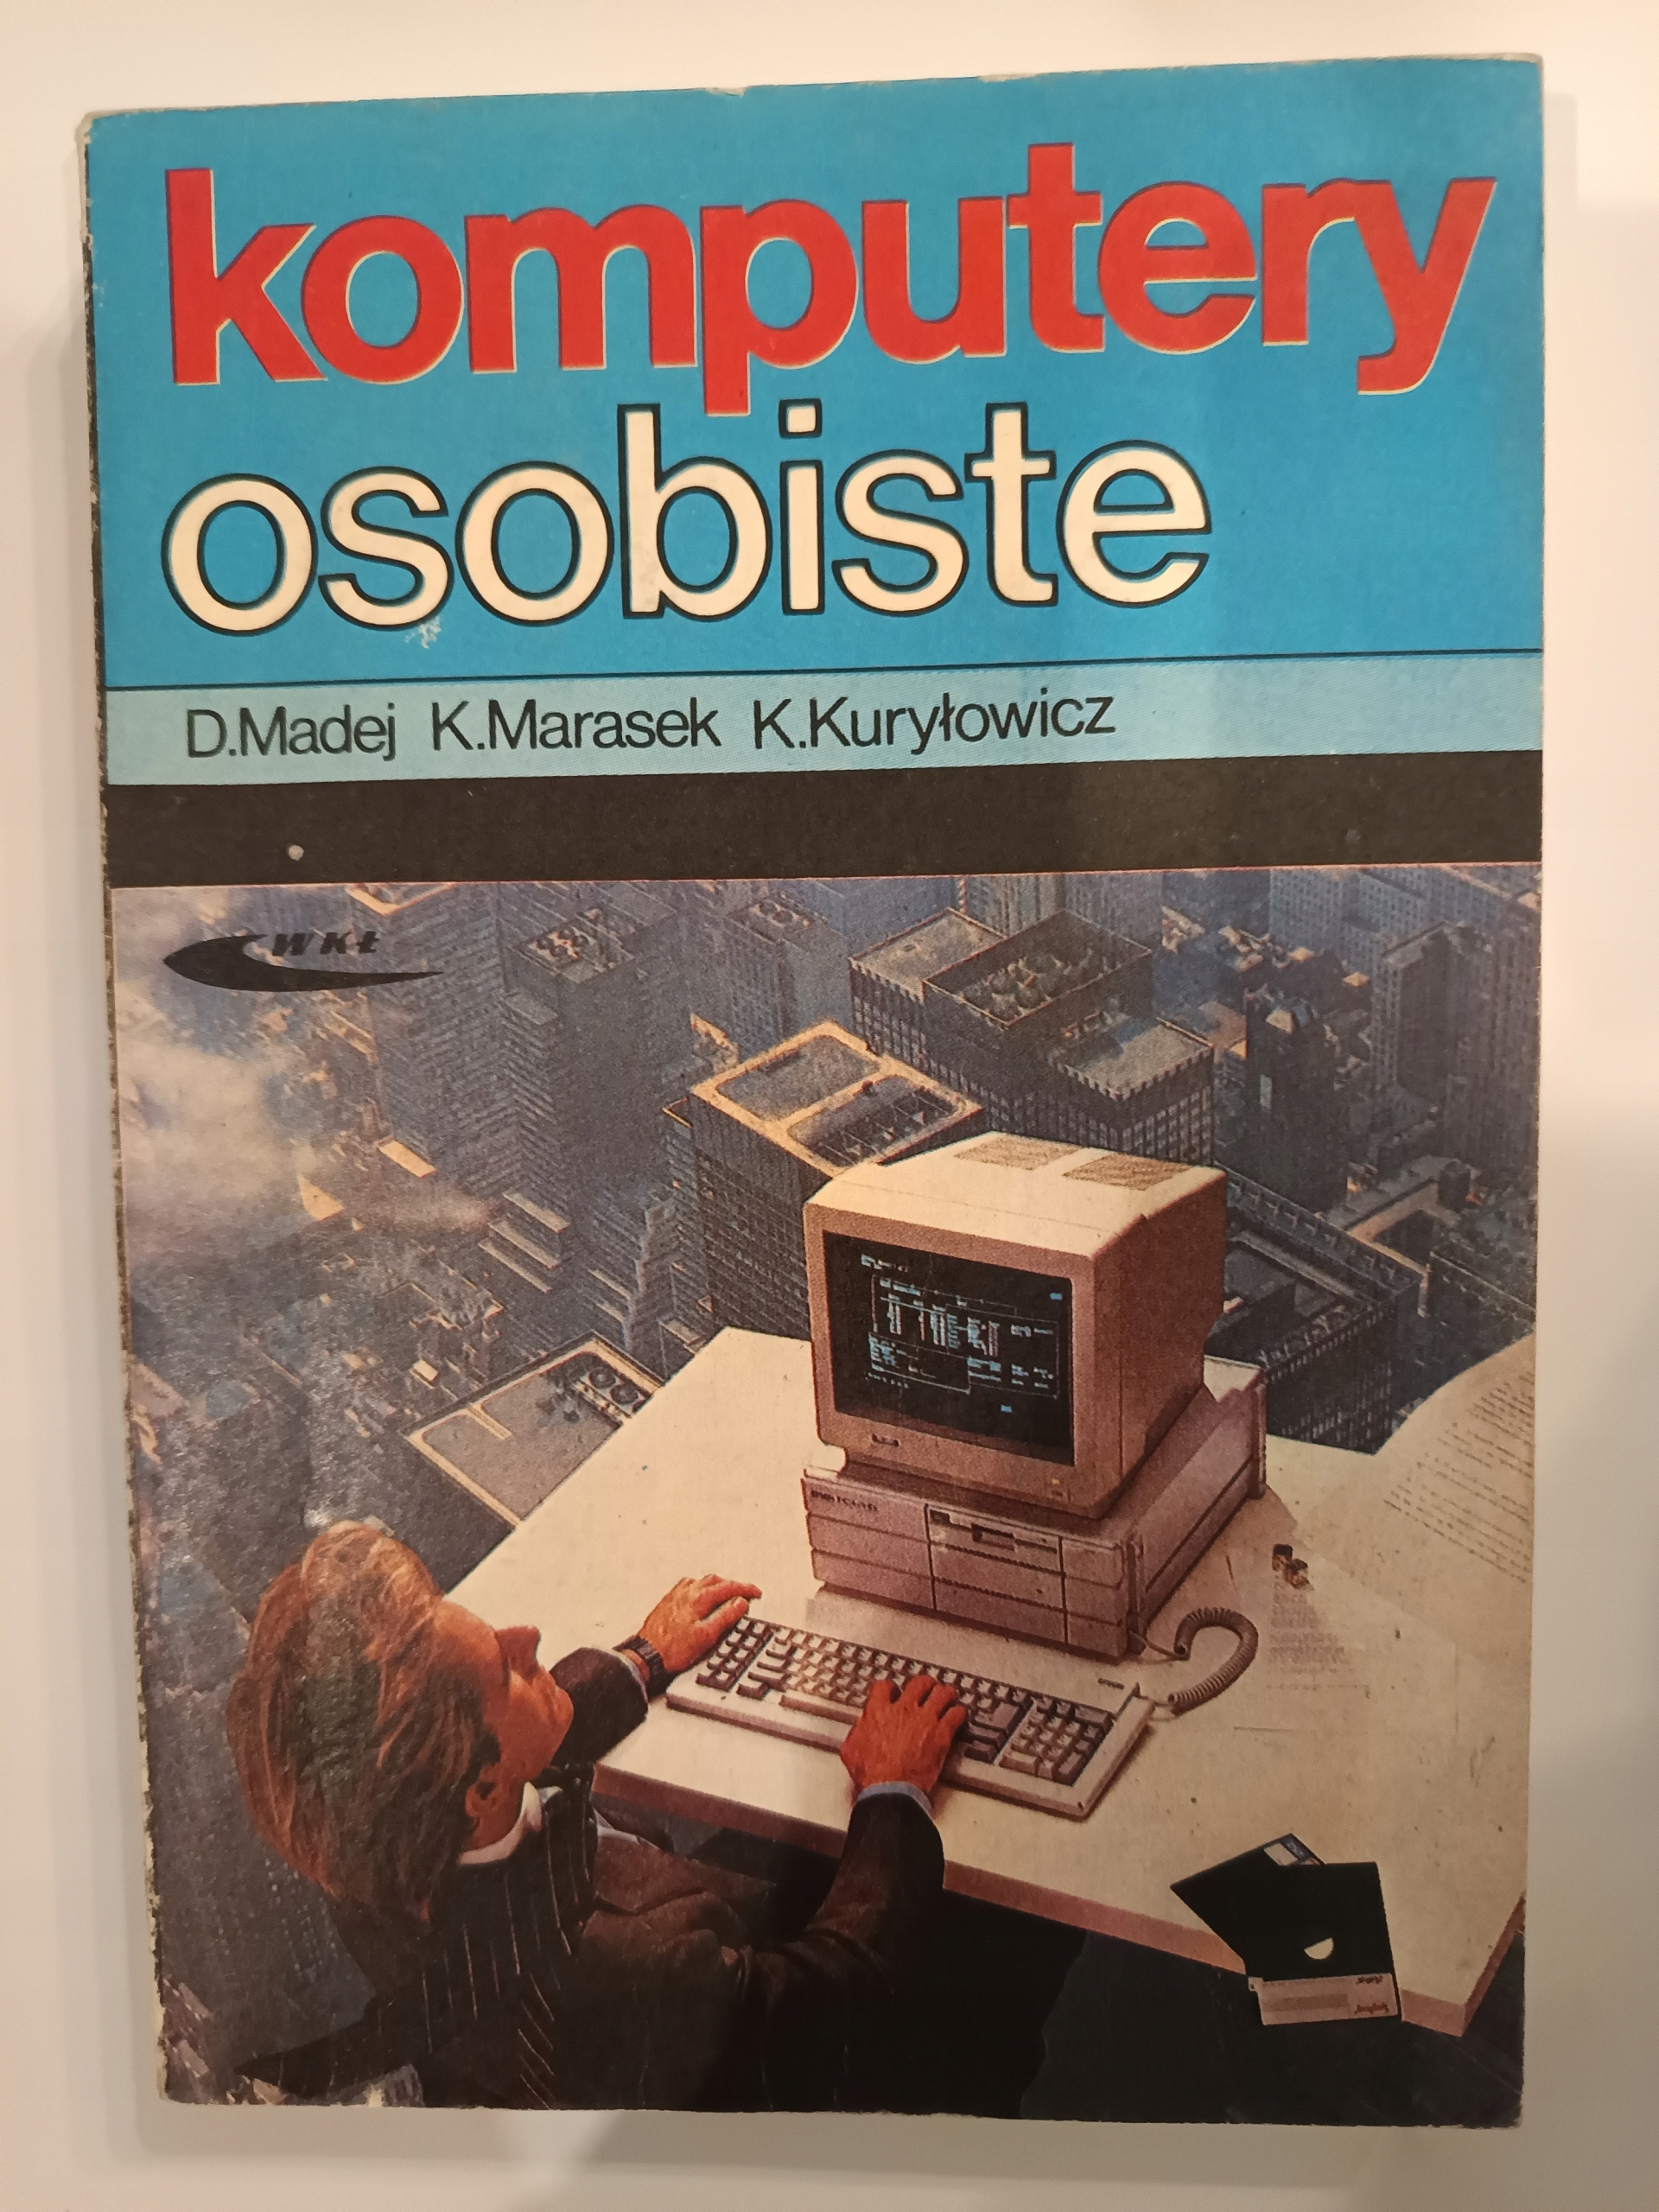 komputery
osobiste
D.Madej K.Marasek K.Kuryłowicz
WKŁ